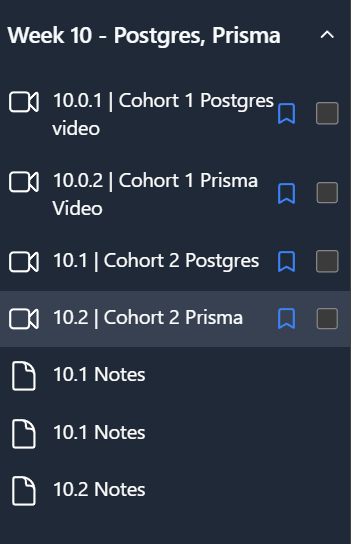 Week 10 - Postgres, Prisma
10.0.1 | Cohort 1 Postgres
video
10.0.2 | Cohort 1 Prisma
Video
10.1 | Cohort 2 Postgres
10.2 | Cohort 2 Prisma
10.1 Notes
10.1 Notes
10.2 Notes